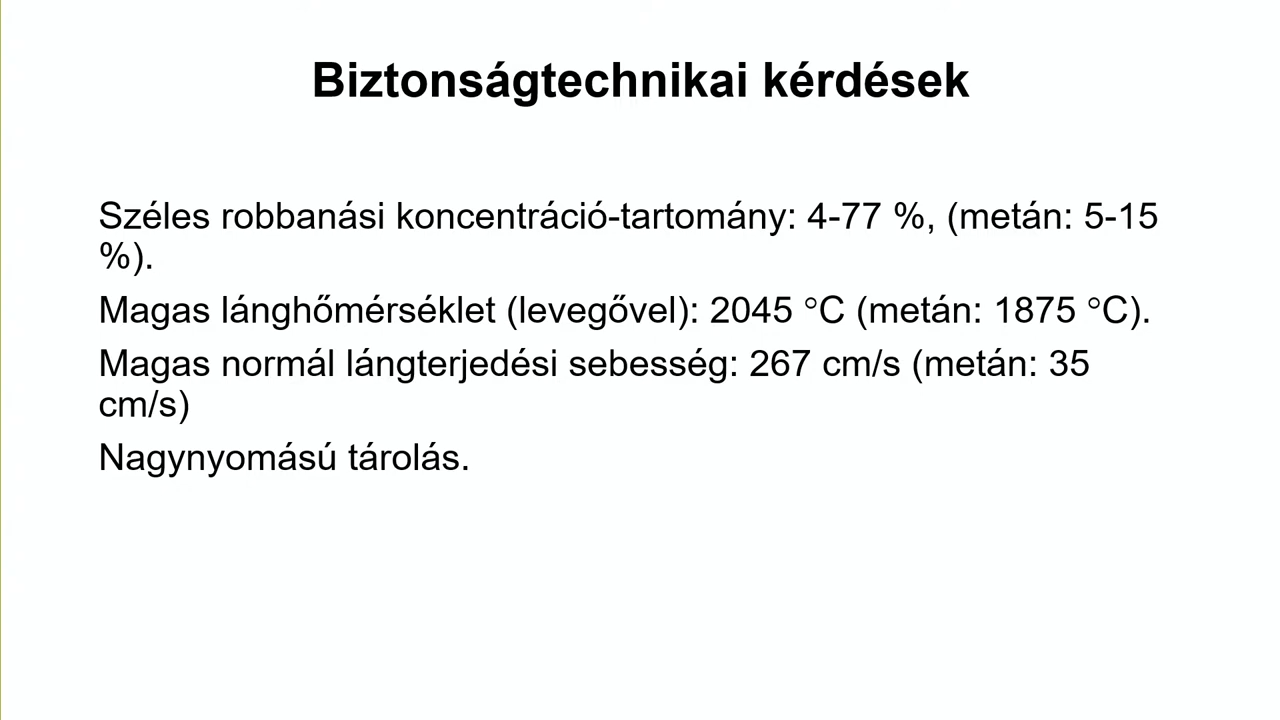 Biztonságtechnikai kérdések
Széles robbanási koncentráció-tartomány: 4-77 %, (metán: 5-15
%).
Magas lánghőmérséklet (levegővel): 2045 °C (metán: 1875 °C).
Magas normál lángterjedési sebesség: 267 cm/s (metán: 35
cm/s)
Nagynyomású tárolás.